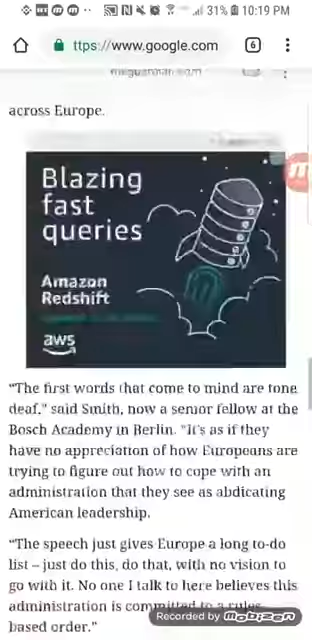 31% 10:19 PM
ttps://www.google.com 6
across Europe.
Blazing
fast
queries
Amazon
Redshift
aws
“The first words that come to mind are tone
deaf,” said Smith, now a senior fellow at the
Bosch Academy in Berlin. “It’s as if they
have no appreciation of how Europeans are
trying to figure out how to cope with an
administration that they see as abdicating
American leadership.
“The speech just gives Europe a long to-do
list – just do this, do that, with no vision to
go with it. No one I talk to here believes this
administration is committed to a rules-
based order.”
Recorded by mobizen